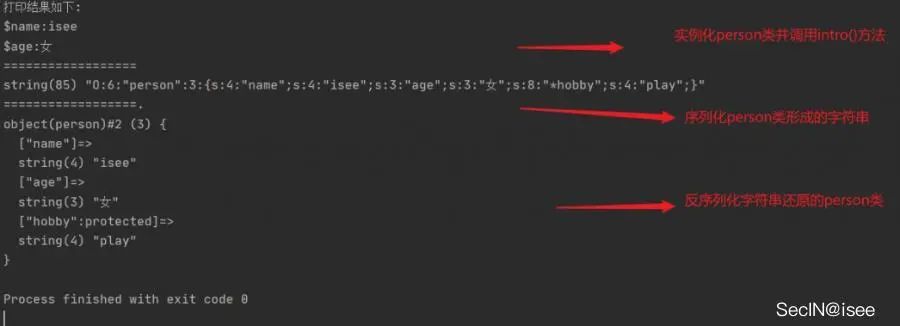 打印结果如下:
$name:isee
$age:女
实例化person类并调用intro()方法
==================
string(85) "O:6:"person":3:{s:4:"name";s:4:"isee";s:3:"age";s:3:"女";s:8:"*hobby";s:4:"play";}"
==================.
序列化person类形成的字符串
object(person)#2 (3) {
["name"]=>
string(4) "isee"
["age"]=>
string(3) "女"
反序列化字符串还原的person类
["hobby":protected]=>
string(4) "play"
}
Process finished with exit code 0
SecIN@isee